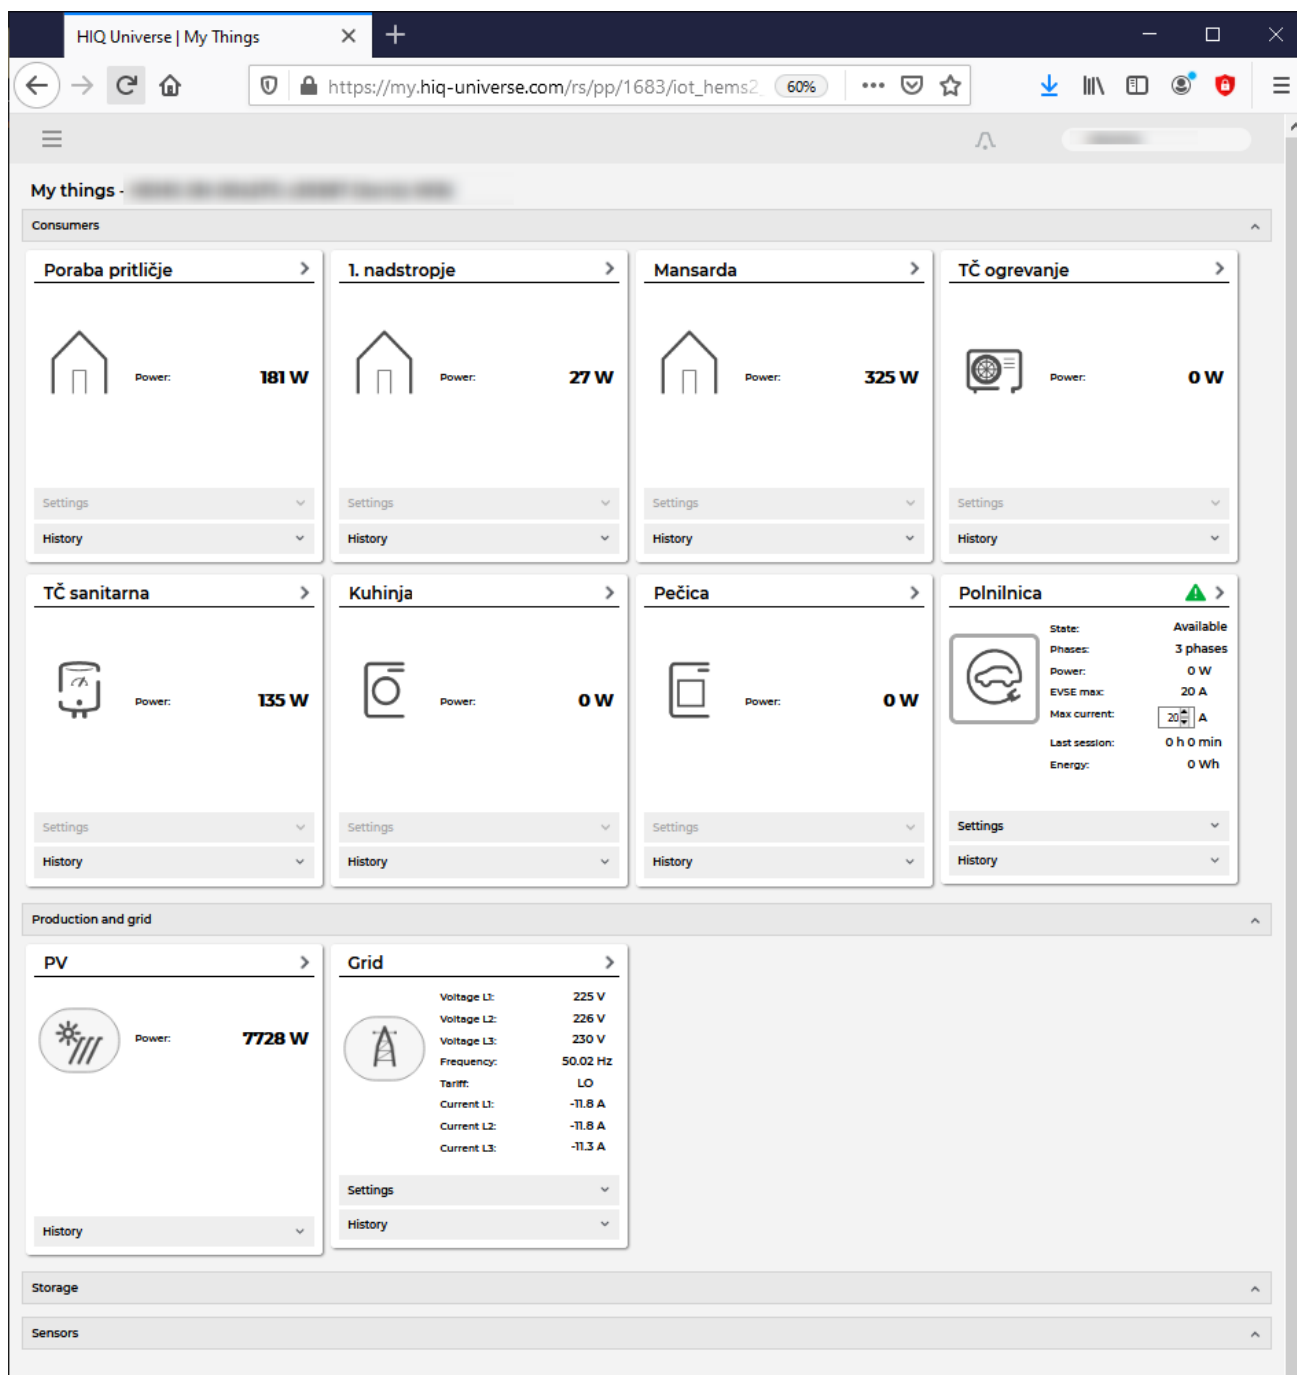 HIQ Universe | My Things
https://my.hiq-universe.com/rs/pp/1683/iot_hems2_
60%
My things -
Consumers
Poraba pritličje
Power: 181 W
Settings
History
1. nadstropje
Power: 27 W
Settings
History
Mansarda
Power: 325 W
Settings
History
TČ ogrevanje
Power: 0 W
Settings
History
TČ sanitarna
Power: 135 W
Settings
History
Kuhinja
Power: 0 W
Settings
History
Pečica
Power: 0 W
Settings
History
Polnilnica
State: Available
Phases: 3 phases
Power: 0 W
EVSE max: 20 A
Max current: 20 A
Last session: 0 h 0 min
Energy: 0 Wh
Settings
History
Production and grid
PV
Power: 7728 W
History
Grid
Voltage L1: 225 V
Voltage L2: 226 V
Voltage L3: 230 V
Frequency: 50.02 Hz
Tariff: LO
Current L1: -11.8 A
Current L2: -11.8 A
Current L3: -11.3 A
Settings
History
Storage
Sensors